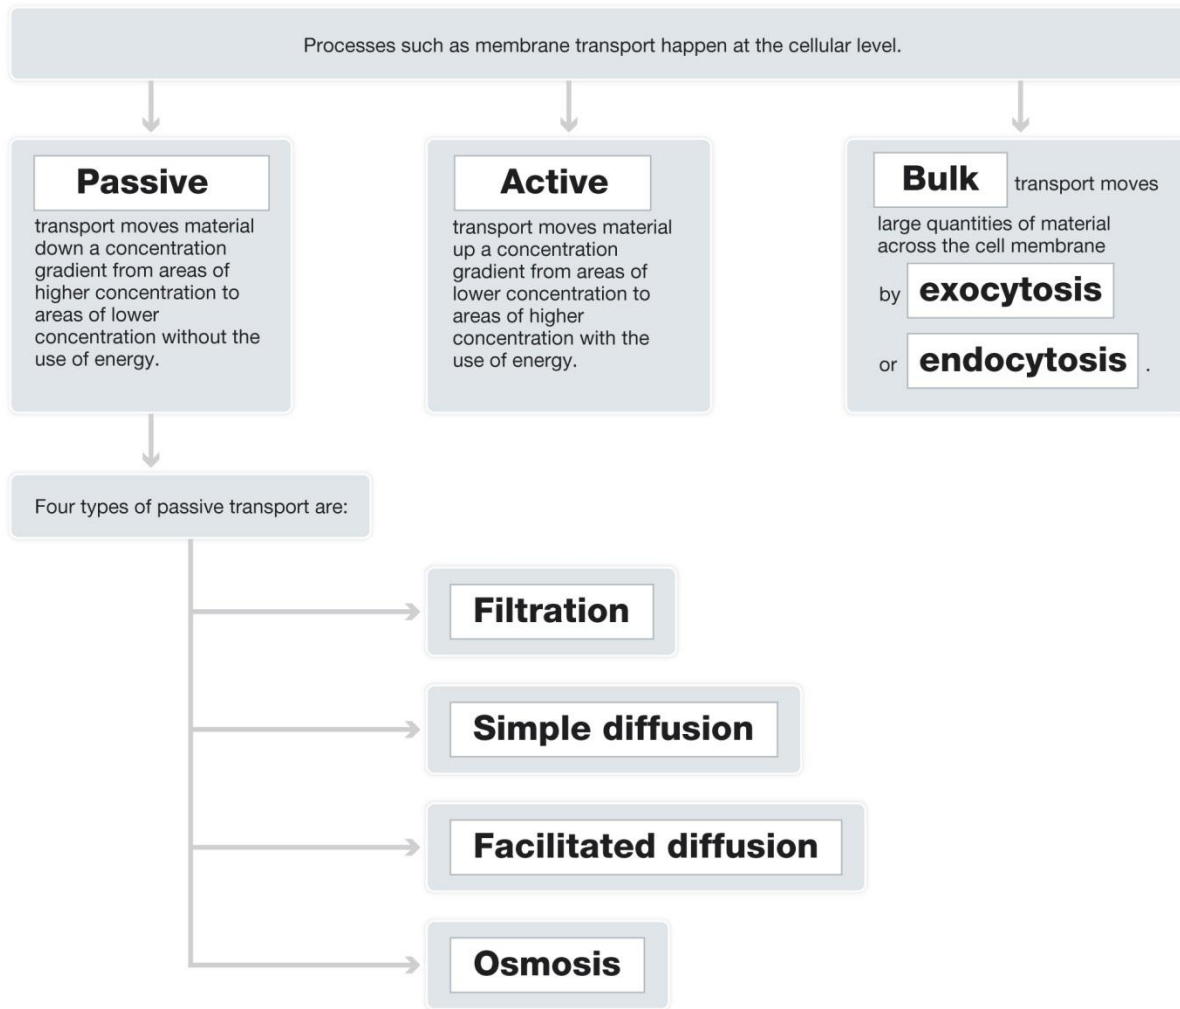 Processes such as membrane transport happen at the cellular level.
Passive
transport moves material
down a concentration
gradient from areas of
higher concentration to
areas of lower
concentration without the
use of energy.
Active
transport moves material
up a concentration
gradient from areas of
lower concentration to
areas of higher
concentration with the
use of energy.
Bulk transport moves
large quantities of material
across the cell membrane
by exocytosis
or endocytosis .
Four types of passive transport are:
Filtration
Simple diffusion
Facilitated diffusion
Osmosis